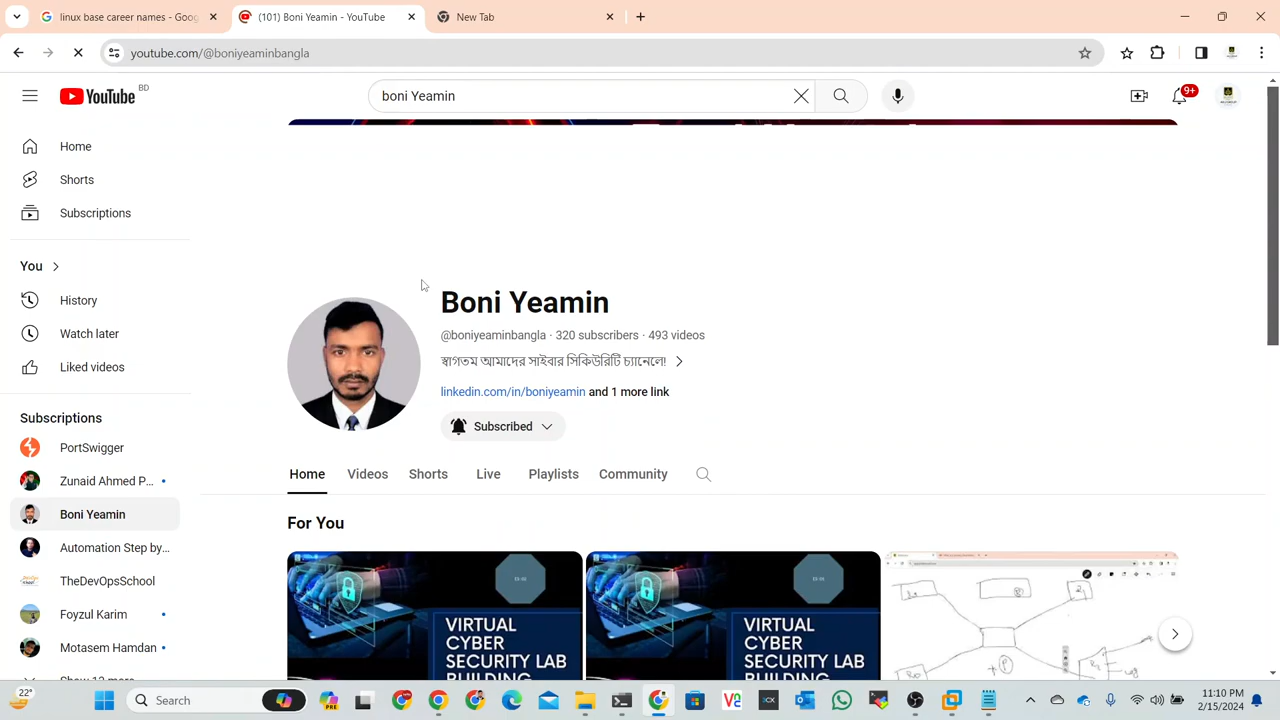 linux base career names - Goog
(101) Boni Yeamin - YouTube
New Tab
youtube.com/@boniyeaminbangla
YouTube BD
boni Yeamin
9+
Home
Shorts
Subscriptions
You
History
Watch later
Liked videos
Subscriptions
PortSwigger
Zunaid Ahmed P...
Boni Yeamin
Automation Step by...
TheDevOpsSchool
Foyzul Karim
Motasem Hamdan
Boni Yeamin
@boniyeaminbangla · 320 subscribers · 493 videos
স্বাগতম আমাদের সাইবার সিকিউরিটি চ্যানেলে!
linkedin.com/in/boniyeamin and 1 more link
Subscribed
Home Videos Shorts Live Playlists Community
For You
VIRTUAL
CYBER
SECURITY LAB
BUILDING
VIRTUAL
CYBER
SECURITY LAB
BUILDING
22°
Search
11:10 PM
2/15/2024